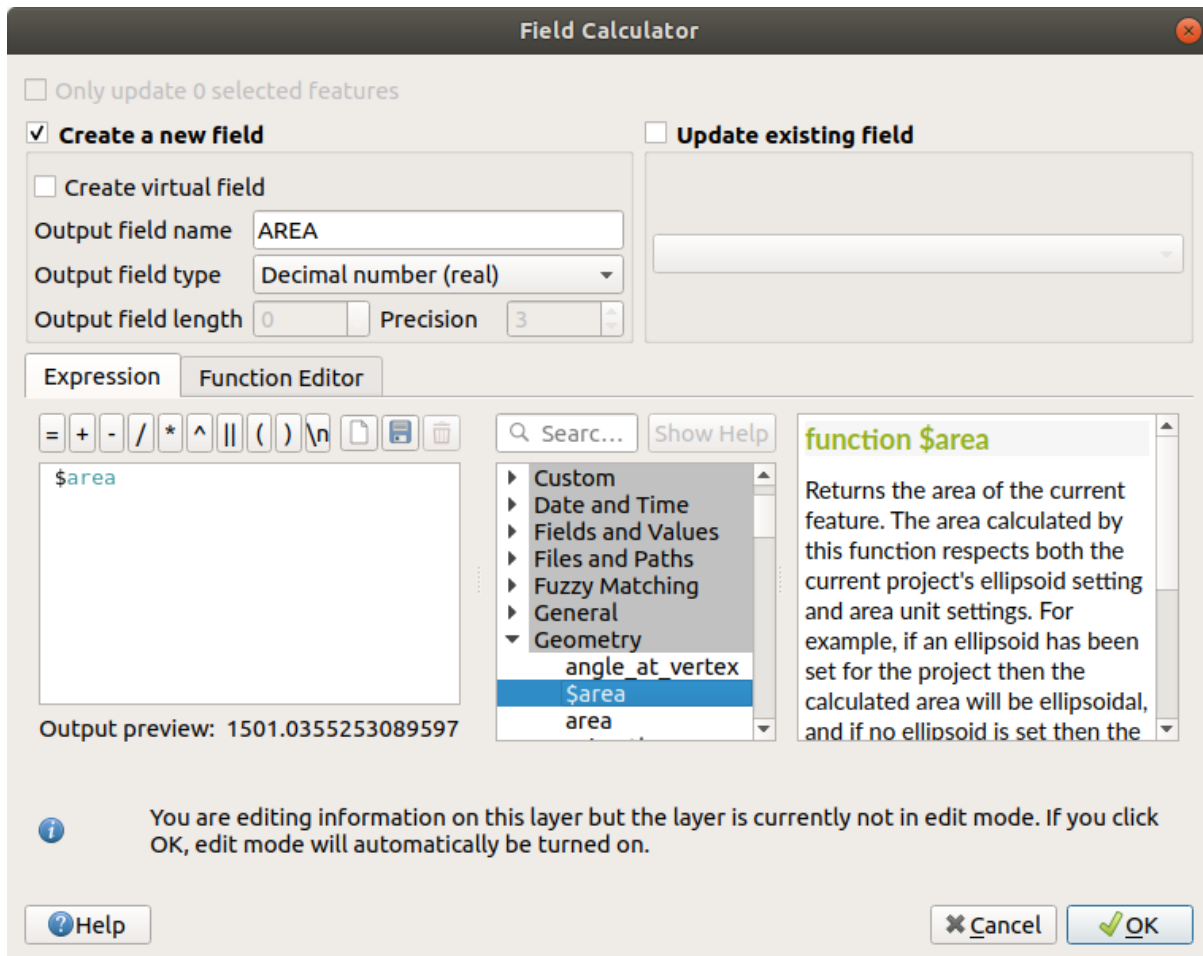 Field Calculator
Only update 0 selected features
Create a new field
Update existing field
Create virtual field
Output field name AREA
Output field type Decimal number (real)
Output field length 0 Precision 3
Expression Function Editor
= + - / * ^ || ( ) \n
Searc... Show Help
$area
Output preview: 1501.0355253089597
Custom
Date and Time
Fields and Values
Files and Paths
Fuzzy Matching
General
Geometry
angle_at_vertex
$area
area
function $area
Returns the area of the current
feature. The area calculated by
this function respects both the
current project's ellipsoid setting
and area unit settings. For
example, if an ellipsoid has been
set for the project then the
calculated area will be ellipsoidal,
and if no ellipsoid is set then the
You are editing information on this layer but the layer is currently not in edit mode. If you click
OK, edit mode will automatically be turned on.
Help
Cancel
OK